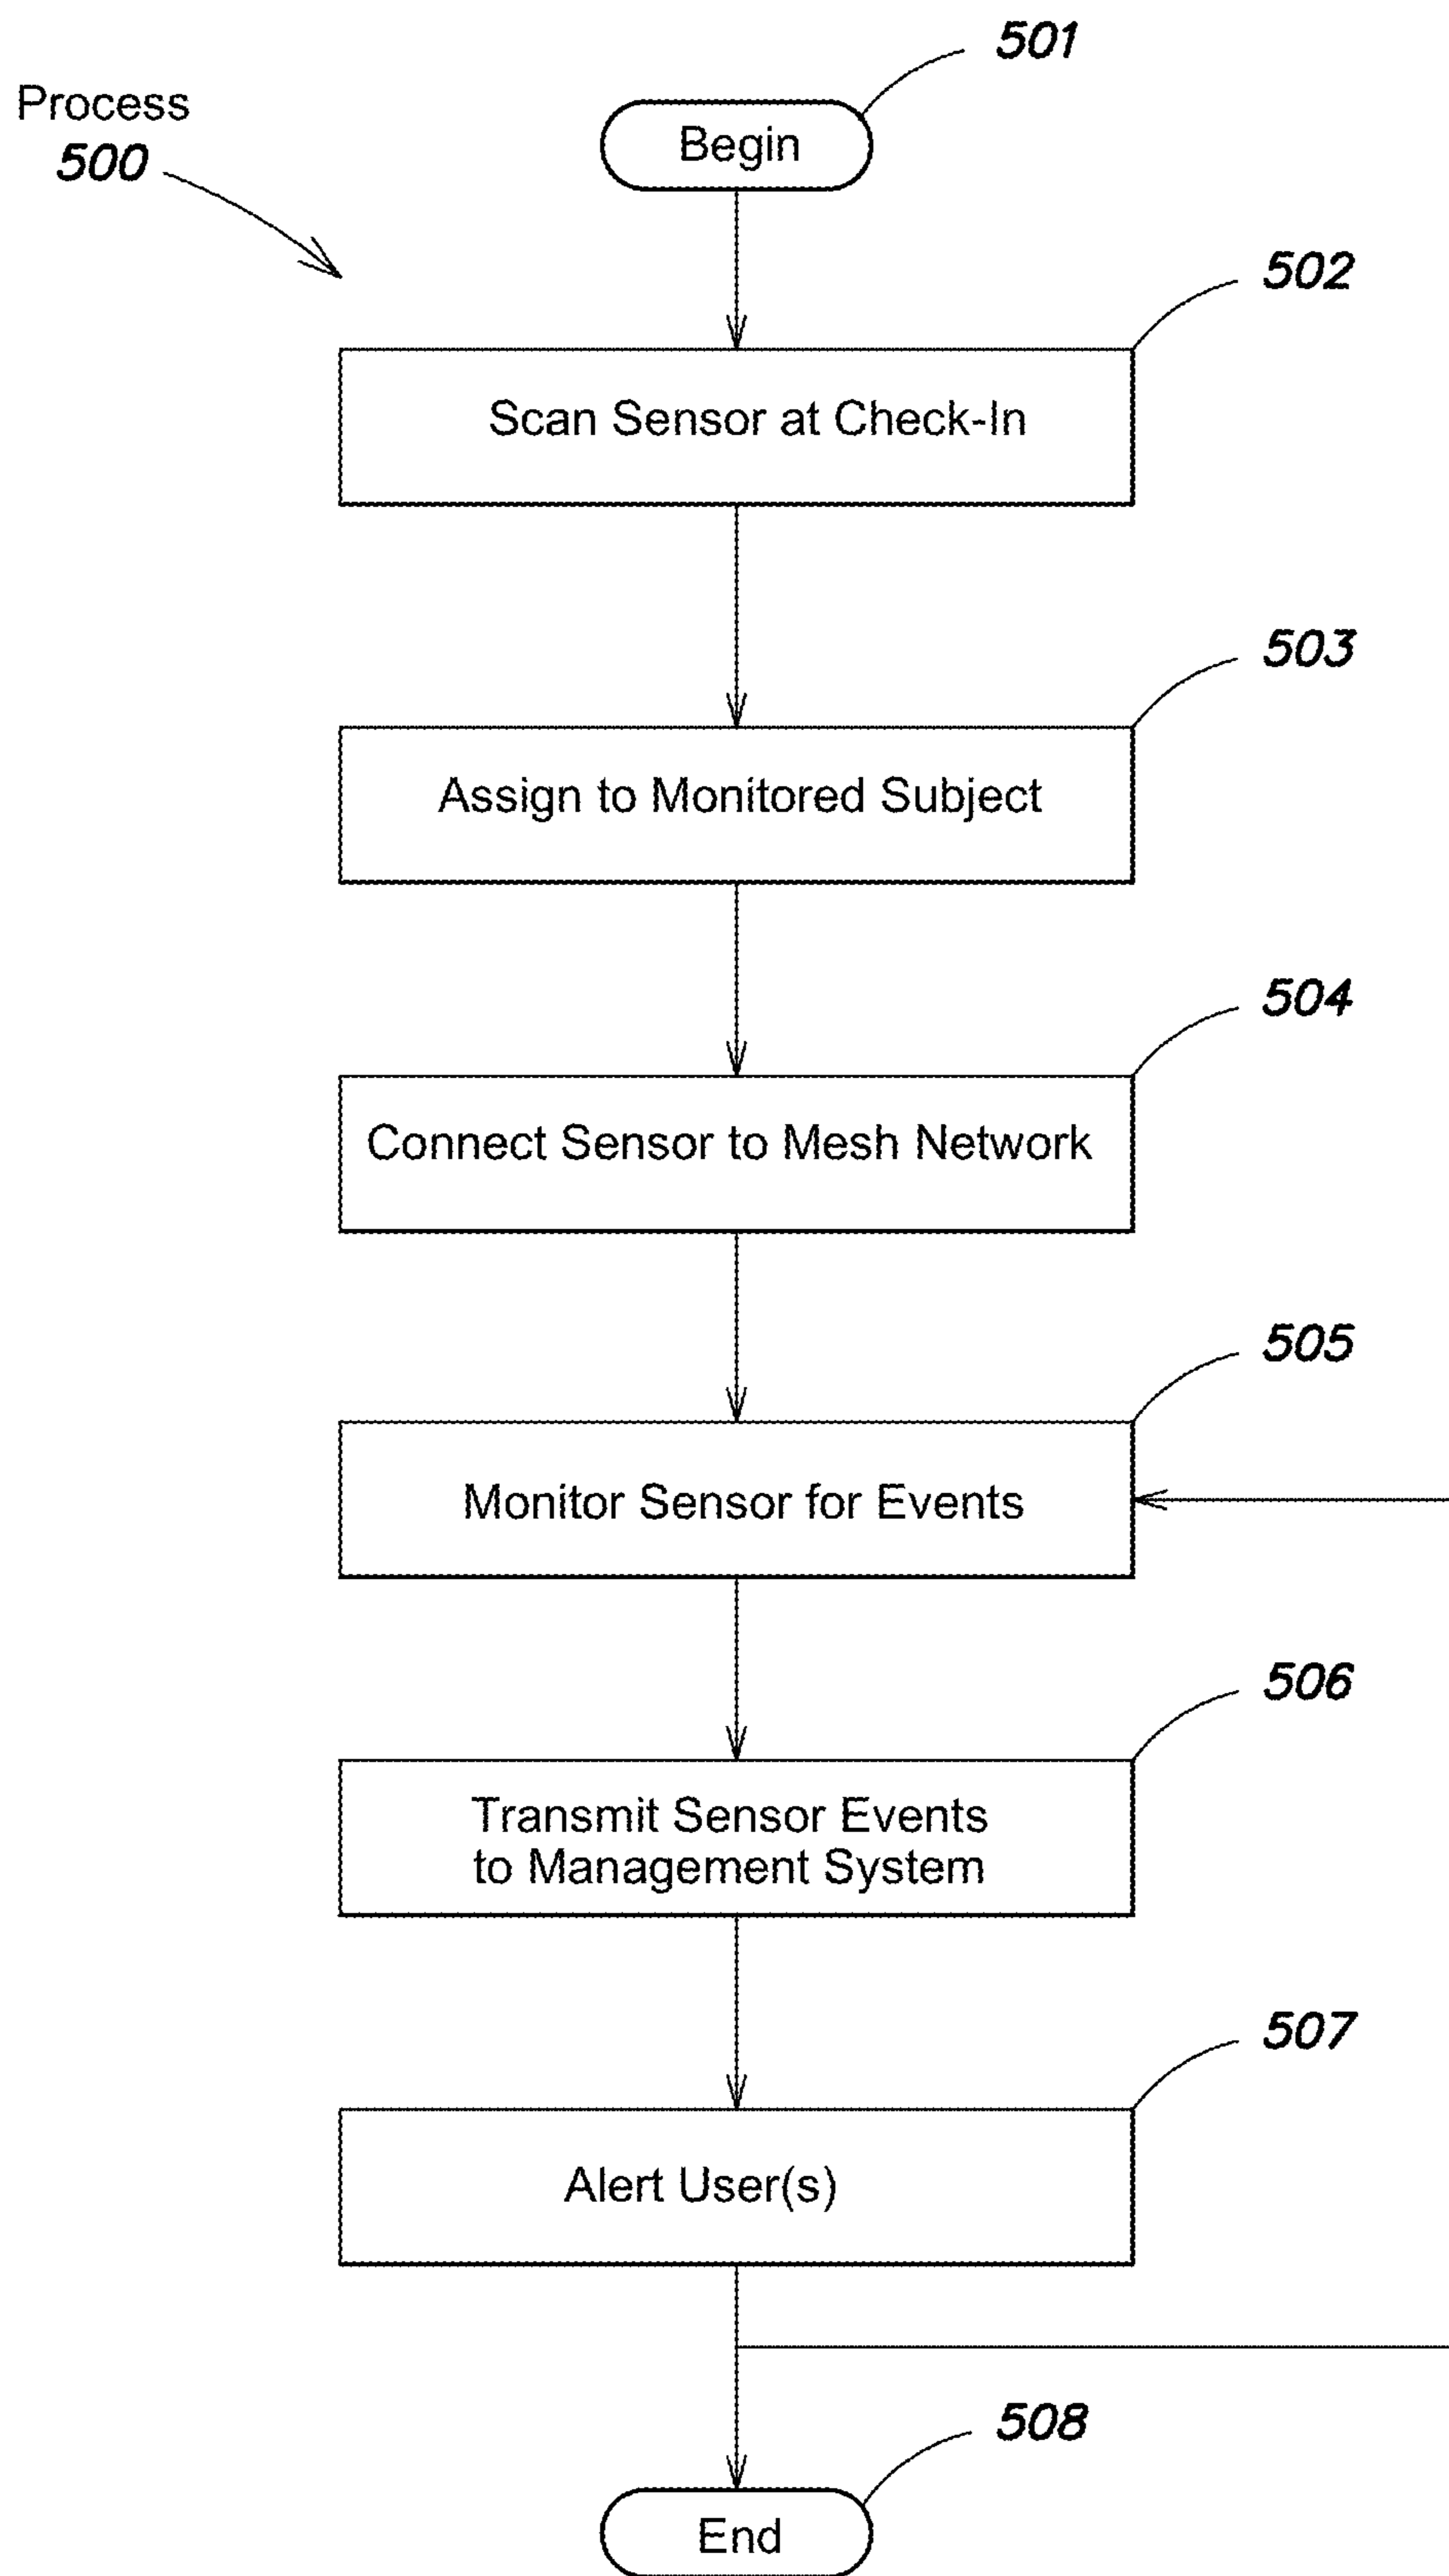 501
Process
500
Begin
502
Scan Sensor at Check-In
503
Assign to Monitored Subject
504
Connect Sensor to Mesh Network
505
Monitor Sensor for Events
506
Transmit Sensor Events
to Management System
507
Alert User(s)
508
End